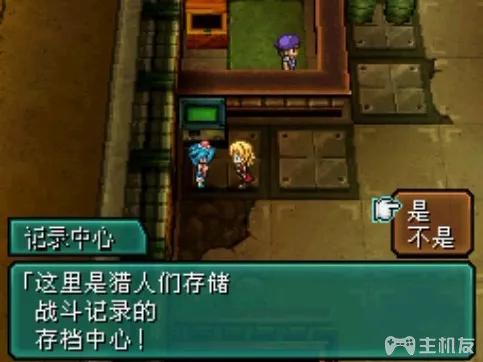 是
不是
记录中心
「这里是猎人们存储
战斗记录的
存档中心!
主机友